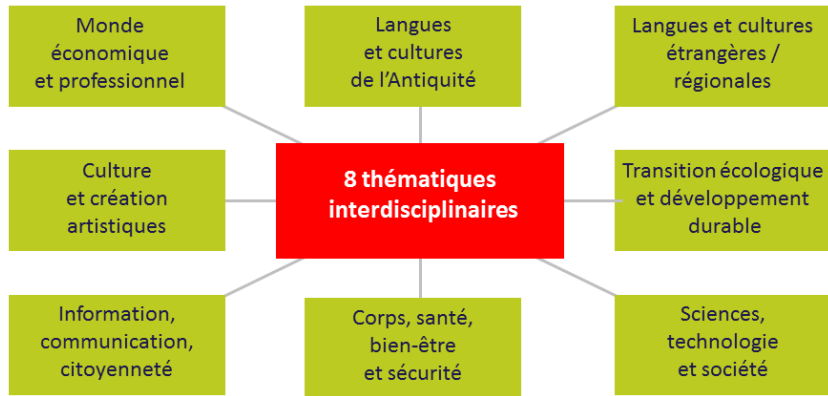 Monde
économique
et professionnel
Langues
et cultures
de l'Antiquité
Langues et cultures
étrangères /
régionales
Culture
et création
artistiques
8 thématiques
interdisciplinaires
Transition écologique
et développement
durable
Information,
communication,
citoyenneté
Corps, santé,
bien-être
et sécurité
Sciences,
technologie
et société